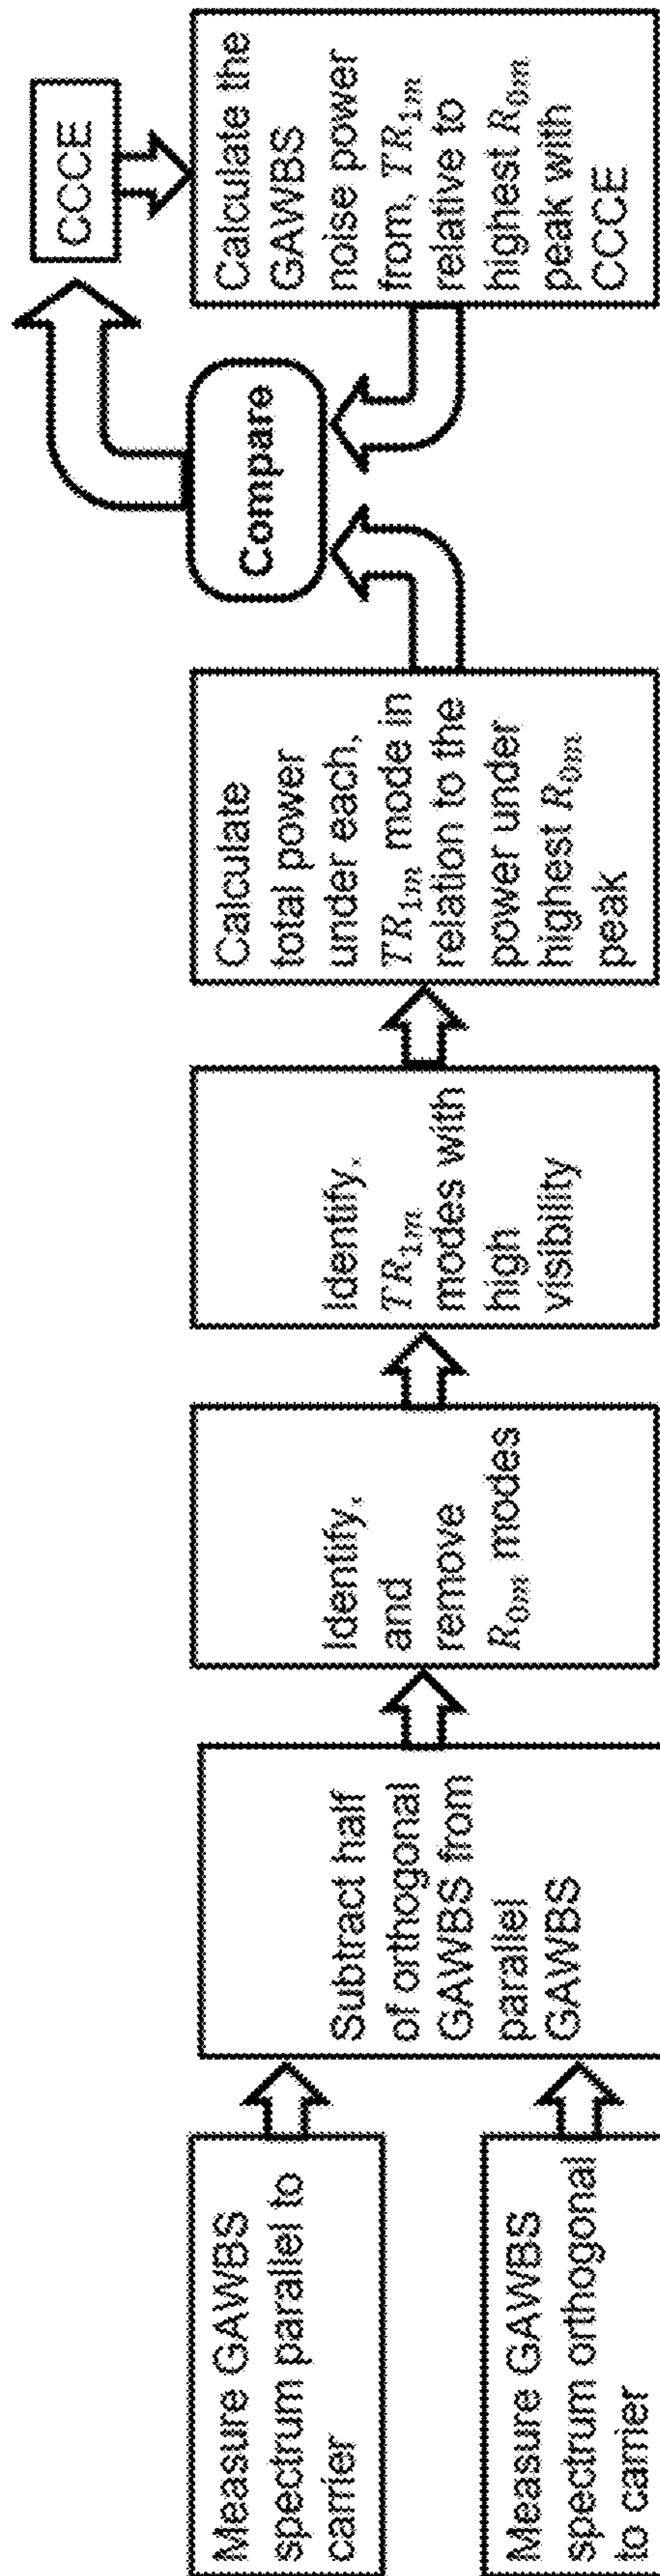 Measure GAWBS
spectrum parallel to
carrier
Measure GAWBS
spectrum orthogonal
to carrier
Subtract half
of orthogonal
GAWBS from
parallel
GAWBS
Identify,
and
remove
R₀ₘ modes
Identify,
TR₁ₘ
modes with
high
visibility
Calculate
total power
under each,
TR₁ₘ mode in
relation to the
power under
highest R₀ₘ
peak
Compare
CCCE
Calculate the
GAWBS
noise power
from, TR₁ₘ
relative to
highest R₀ₘ
peak with
CCCE